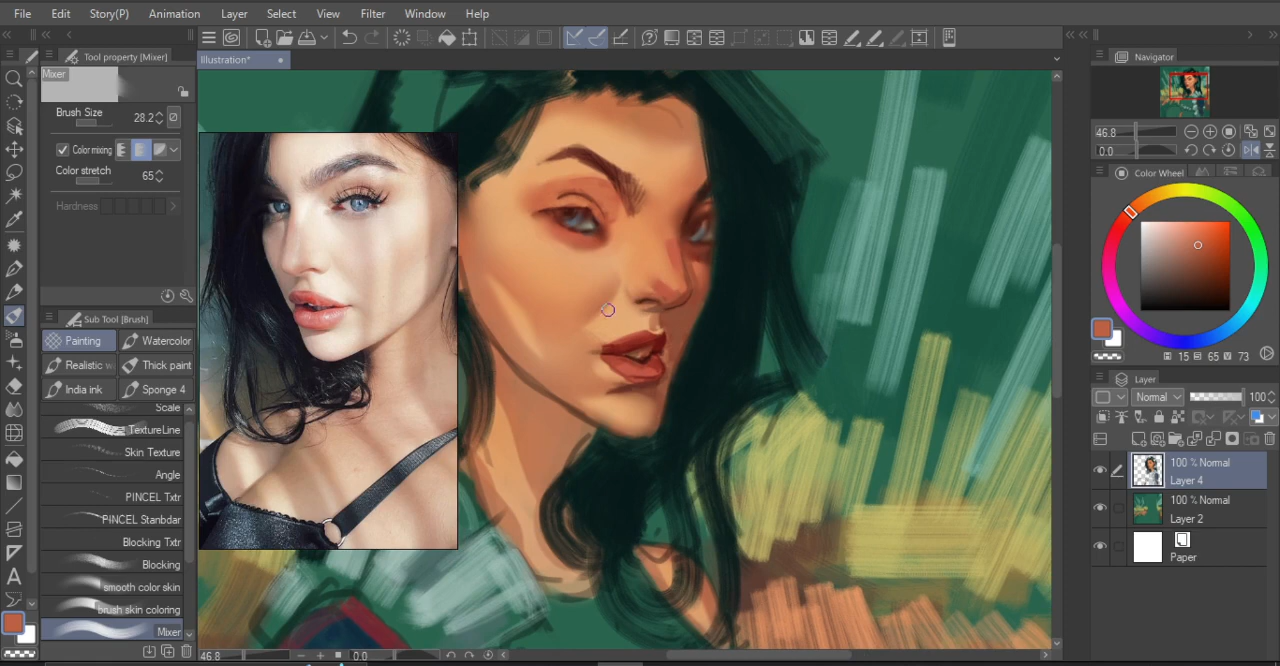 File Edit Story(P) Animation Layer Select View Filter Window Help
Tool property [Mixer]
Illustration*
Navigator
Mixer
Brush Size 28.2
Color mixing
Color stretch 65
Hardness
46.8
0.0
Color Wheel
Sub Tool [Brush]
Painting Watercolor
Realistic w Thick paint
India ink Sponge 4
Scale
TextureLine
Skin Texture
Angle
PINCEL Txtr
PINCEL Stanbdar
Blocking Txtr
Blocking
smooth color skin
brush skin coloring
Mixer
H 15 S 65 V 73
Layer
Normal 100
100 % Normal
Layer 4
100 % Normal
Layer 2
Paper
46.8 0.0